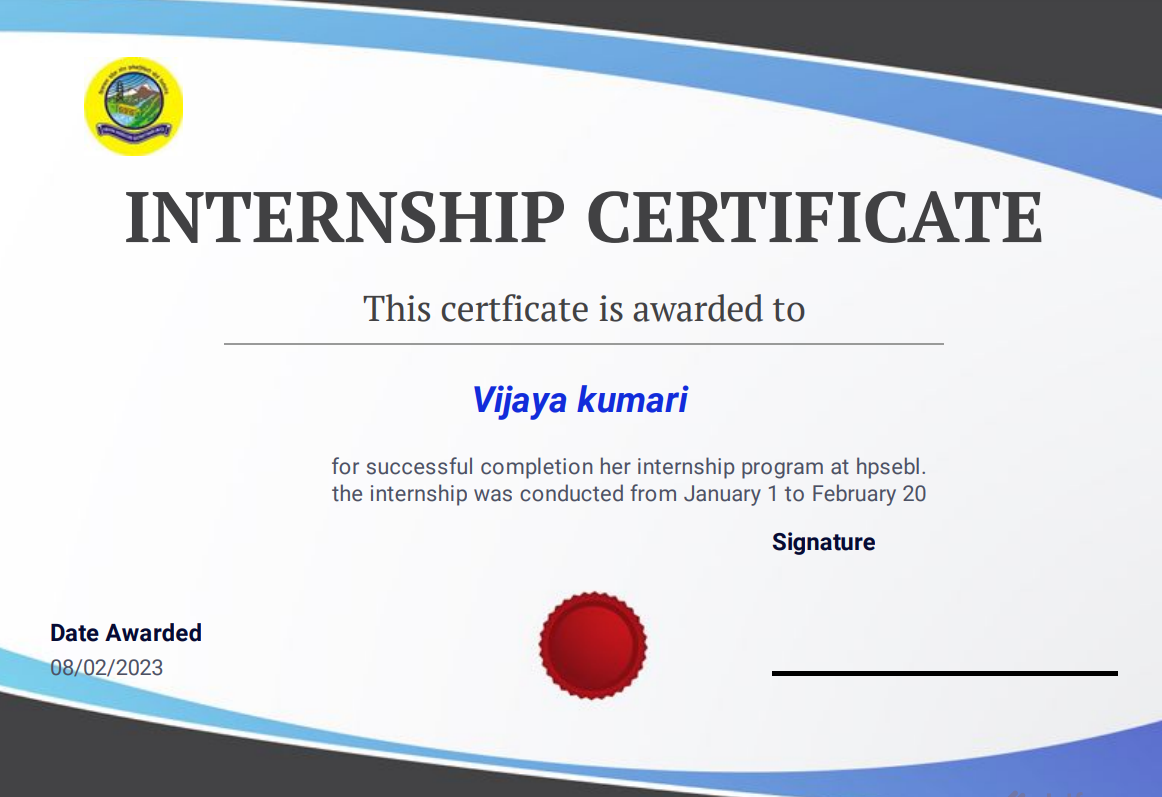 INTERNSHIP CERTIFICATE
This certficate is awarded to
Vijaya kumari
for successful completion her internship program at hpsebl.
the internship was conducted from January 1 to February 20
Signature
Date Awarded
08/02/2023